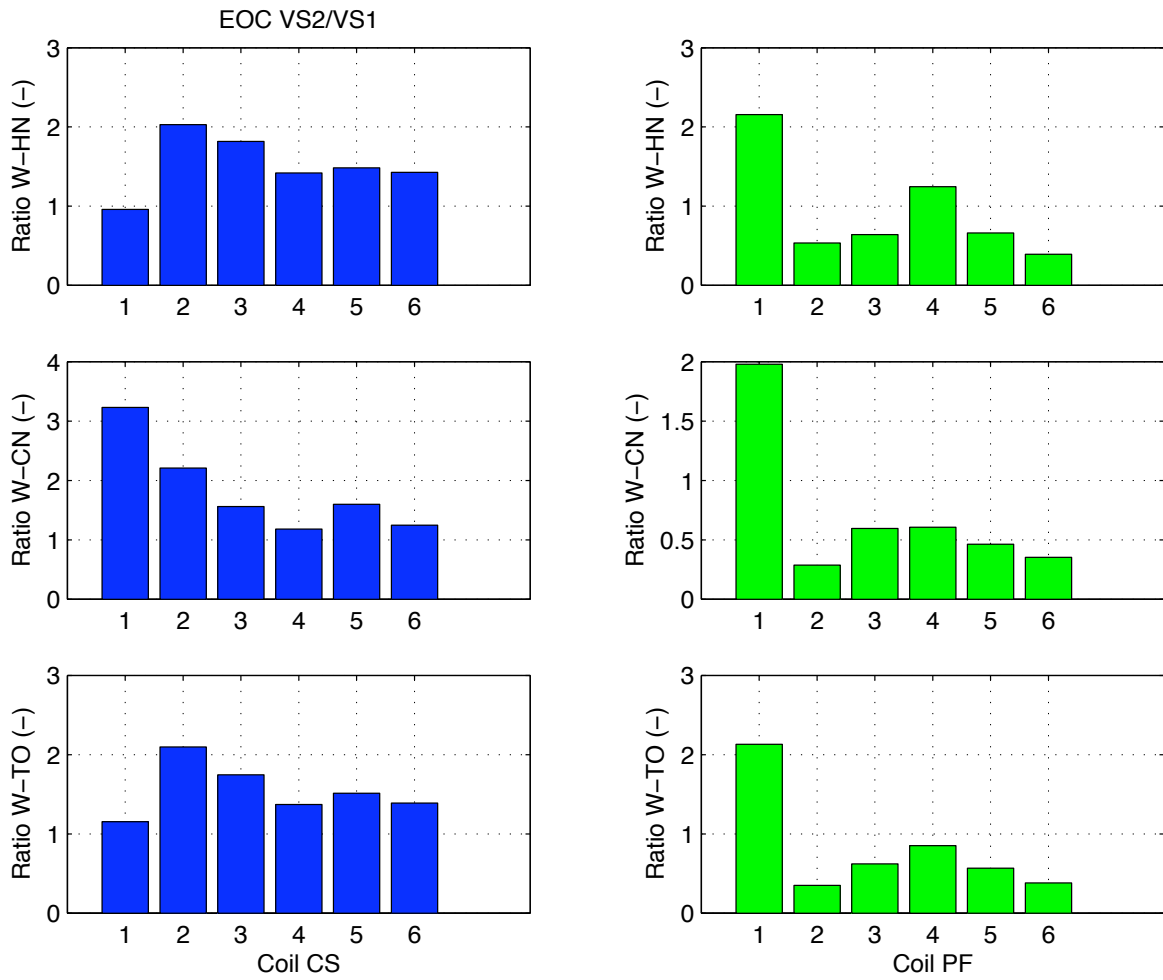 EOC VS2/VS1
3
2
1
0
Ratio W−HN (−)
1 2 3 4 5 6
3
2
1
0
Ratio W−HN (−)
1 2 3 4 5 6
4
3
2
1
0
Ratio W−CN (−)
1 2 3 4 5 6
2
1.5
1
0.5
0
Ratio W−CN (−)
1 2 3 4 5 6
3
2
1
0
Ratio W−TO (−)
1 2 3 4 5 6
Coil CS
3
2
1
0
Ratio W−TO (−)
1 2 3 4 5 6
Coil PF